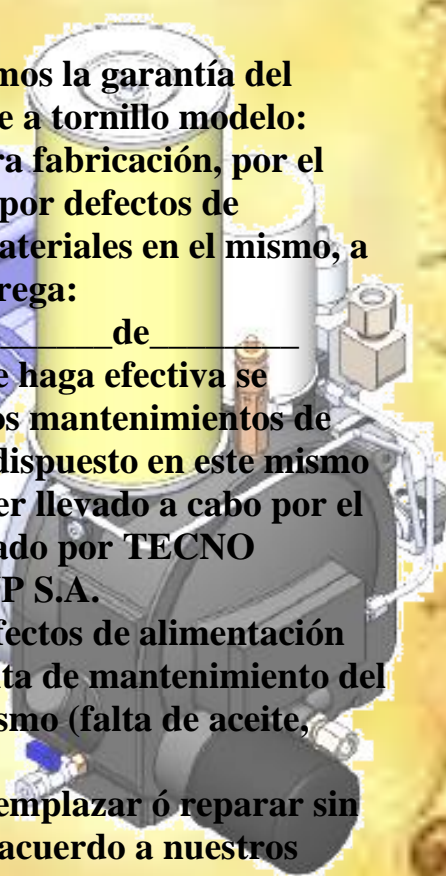 mos la garantía del
e a tornillo modelo:
ra fabricación, por el
por defectos de
ateriales en el mismo, a
rega:
______de________
e haga efectiva se
os mantenimientos de
dispuesto en este mismo
er llevado a cabo por el
ado por TECNO
P S.A.
fectos de alimentación
lta de mantenimiento del
smo (falta de aceite,
emplazar ó reparar sin
acuerdo a nuestros